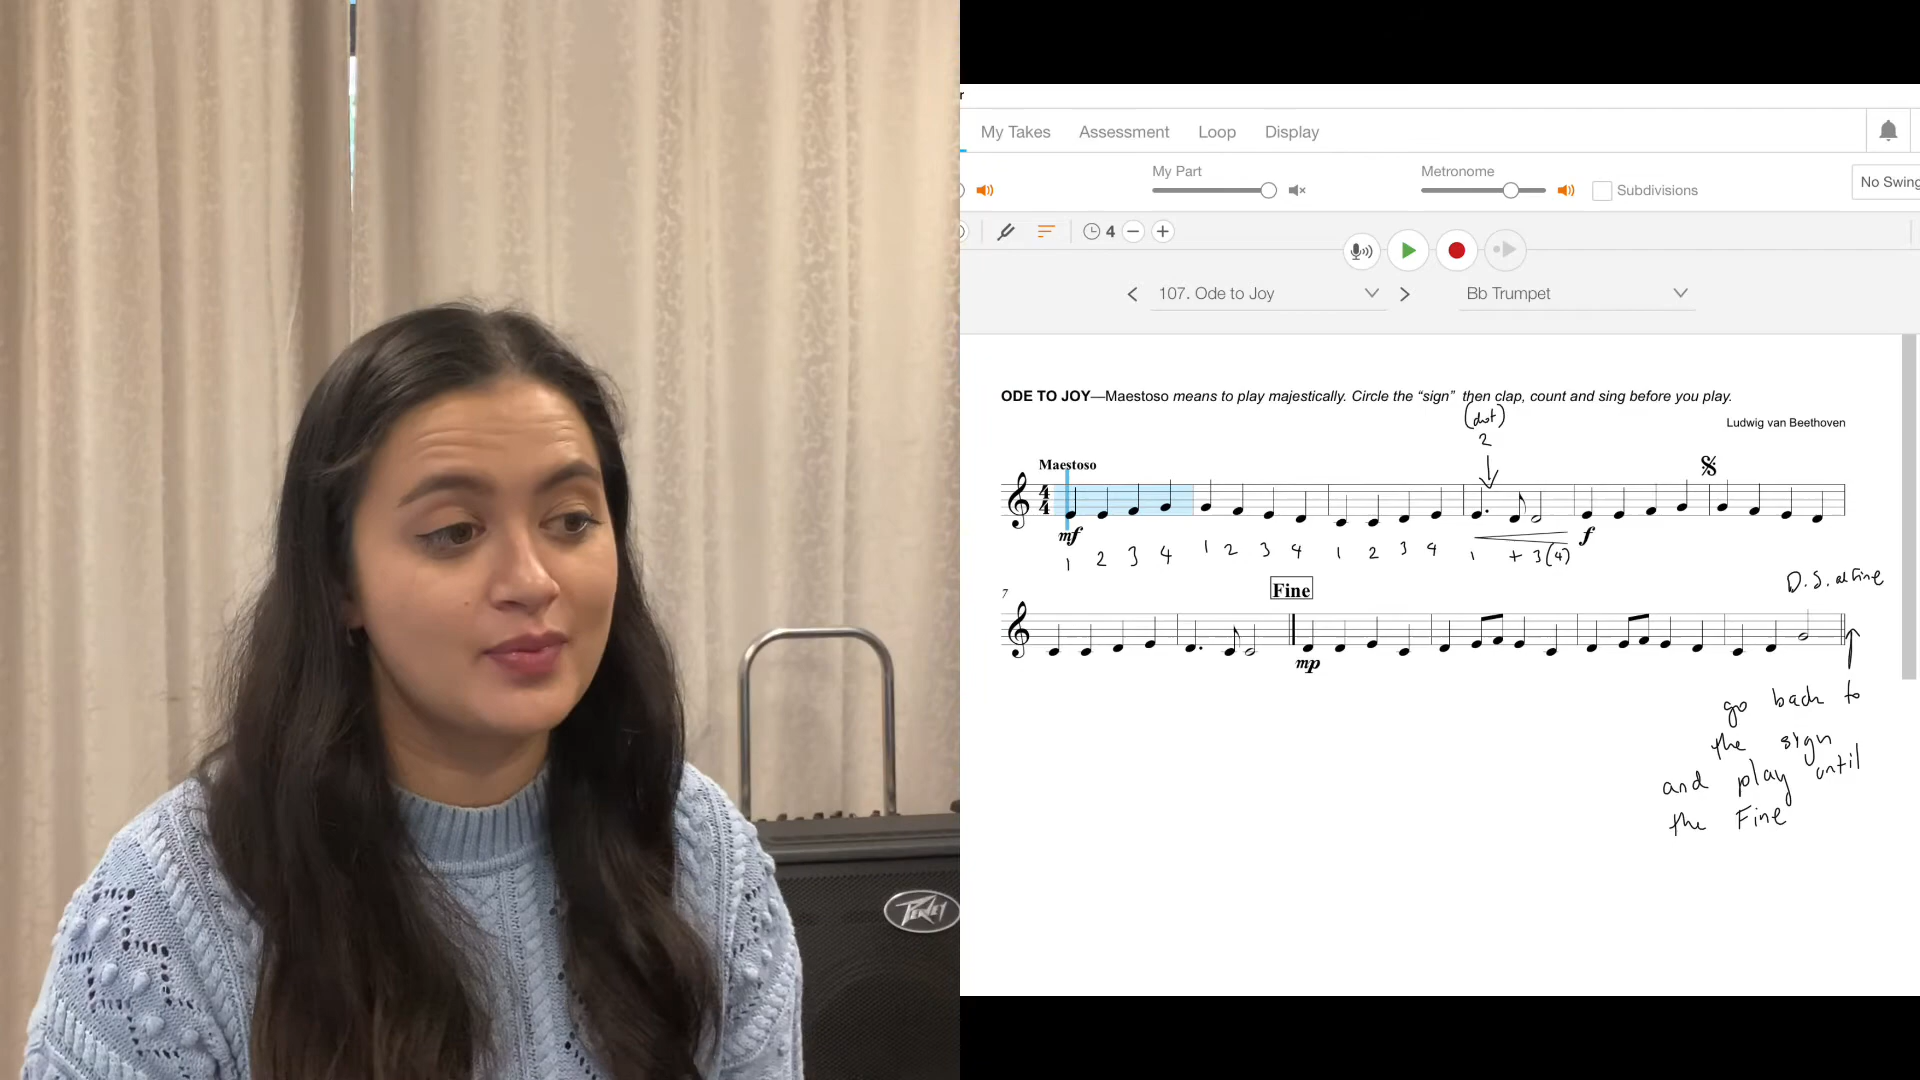 My Takes Assessment Loop Display
My Part
Metronome
Subdivisions
No Swing
4
107. Ode to Joy
Bb Trumpet
ODE TO JOY—Maestoso means to play majestically. Circle the “sign” then clap, count and sing before you play.
(dot)
2
Ludwig van Beethoven
Maestoso
4
4
mf
f
1 2 3 4 1 2 3 4 1 2 3 4 1 + 3 (4)
D.S. al Fine
7
Fine
mp
go back to
the sign
and play until
the Fine
PEAVEY